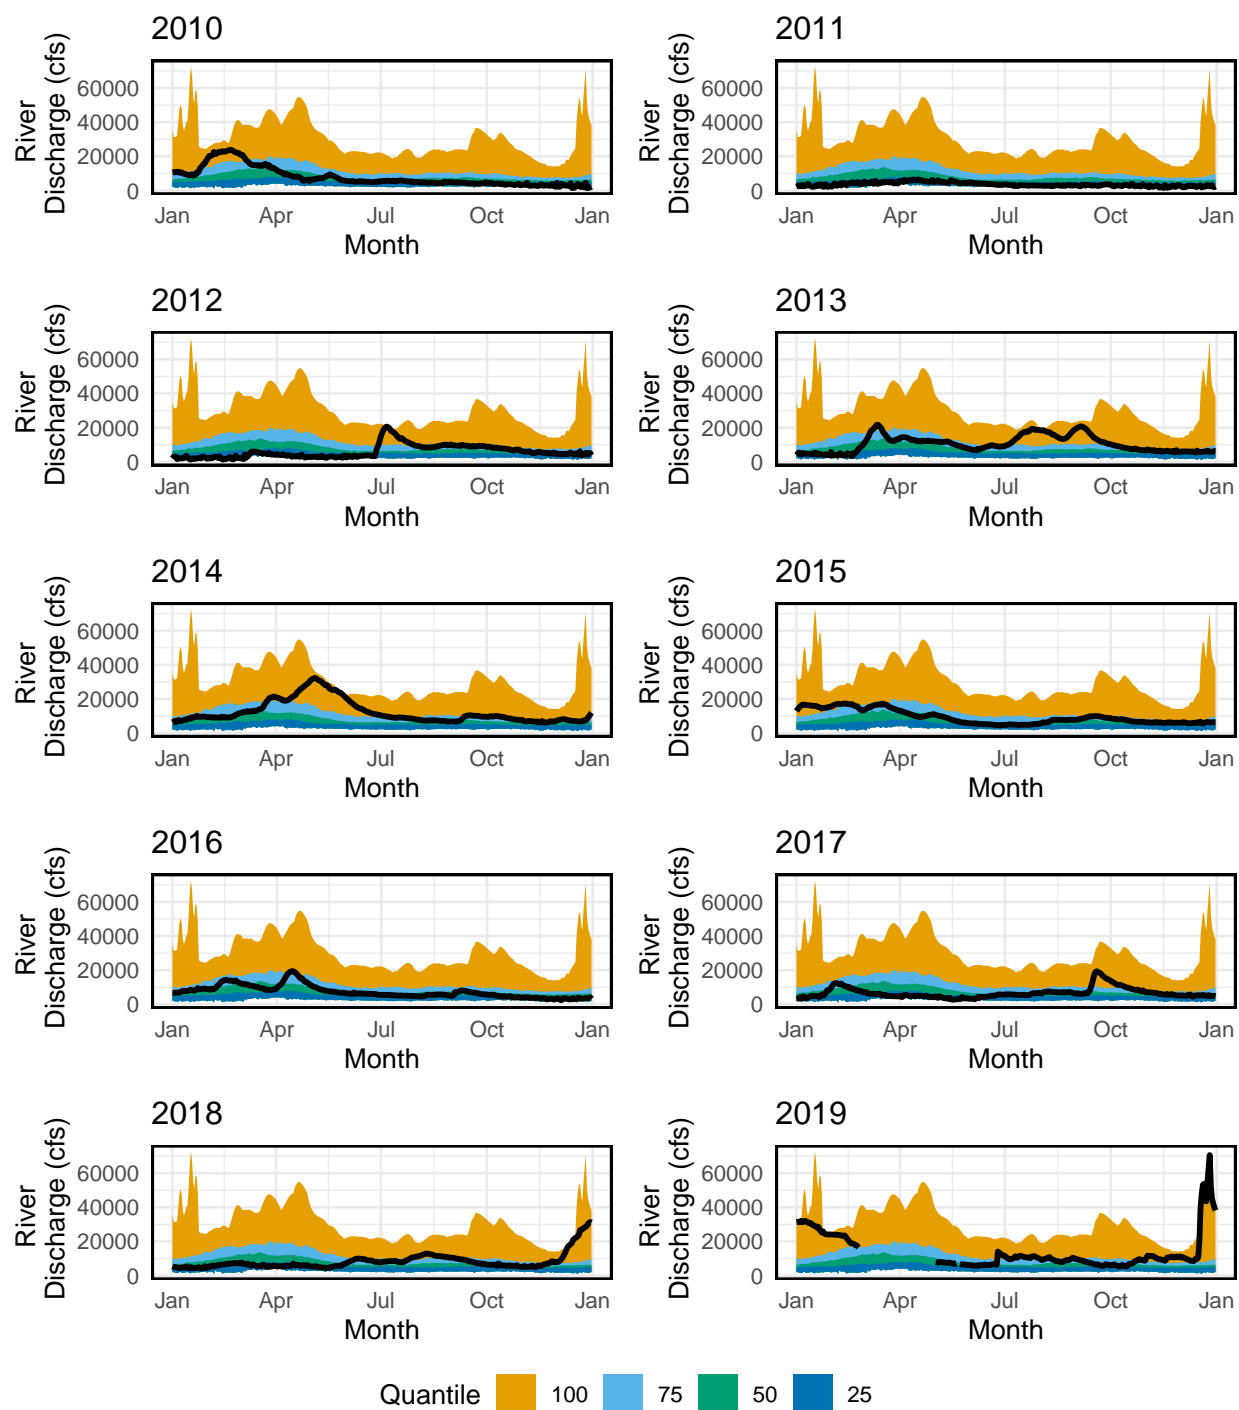 2010
River
Discharge (cfs)
60000
40000
20000
0
Jan Apr Jul Oct Jan
Month
2011
River
Discharge (cfs)
60000
40000
20000
0
Jan Apr Jul Oct Jan
Month
2012
River
Discharge (cfs)
60000
40000
20000
0
Jan Apr Jul Oct Jan
Month
2013
River
Discharge (cfs)
60000
40000
20000
0
Jan Apr Jul Oct Jan
Month
2014
River
Discharge (cfs)
60000
40000
20000
0
Jan Apr Jul Oct Jan
Month
2015
River
Discharge (cfs)
60000
40000
20000
0
Jan Apr Jul Oct Jan
Month
2016
River
Discharge (cfs)
60000
40000
20000
0
Jan Apr Jul Oct Jan
Month
2017
River
Discharge (cfs)
60000
40000
20000
0
Jan Apr Jul Oct Jan
Month
2018
River
Discharge (cfs)
60000
40000
20000
0
Jan Apr Jul Oct Jan
Month
2019
River
Discharge (cfs)
60000
40000
20000
0
Jan Apr Jul Oct Jan
Month
Quantile 100 75 50 25